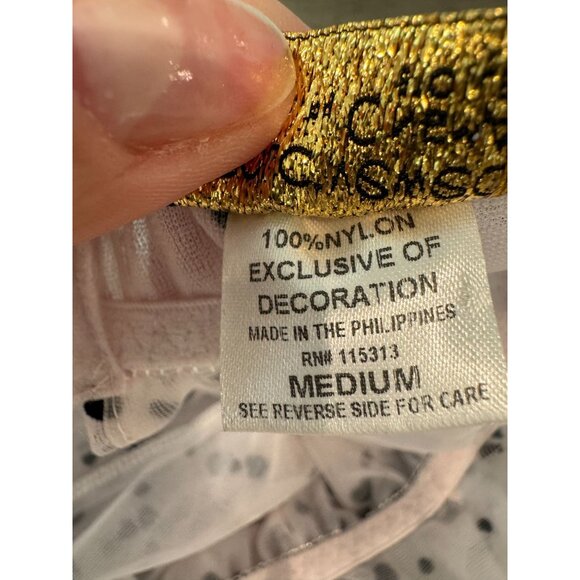 100%NYLON
EXCLUSIVE OF
DECORATION
MADE IN THE PHILIPPINES
RN# 115313
MEDIUM
SEE REVERSE SIDE FOR CARE